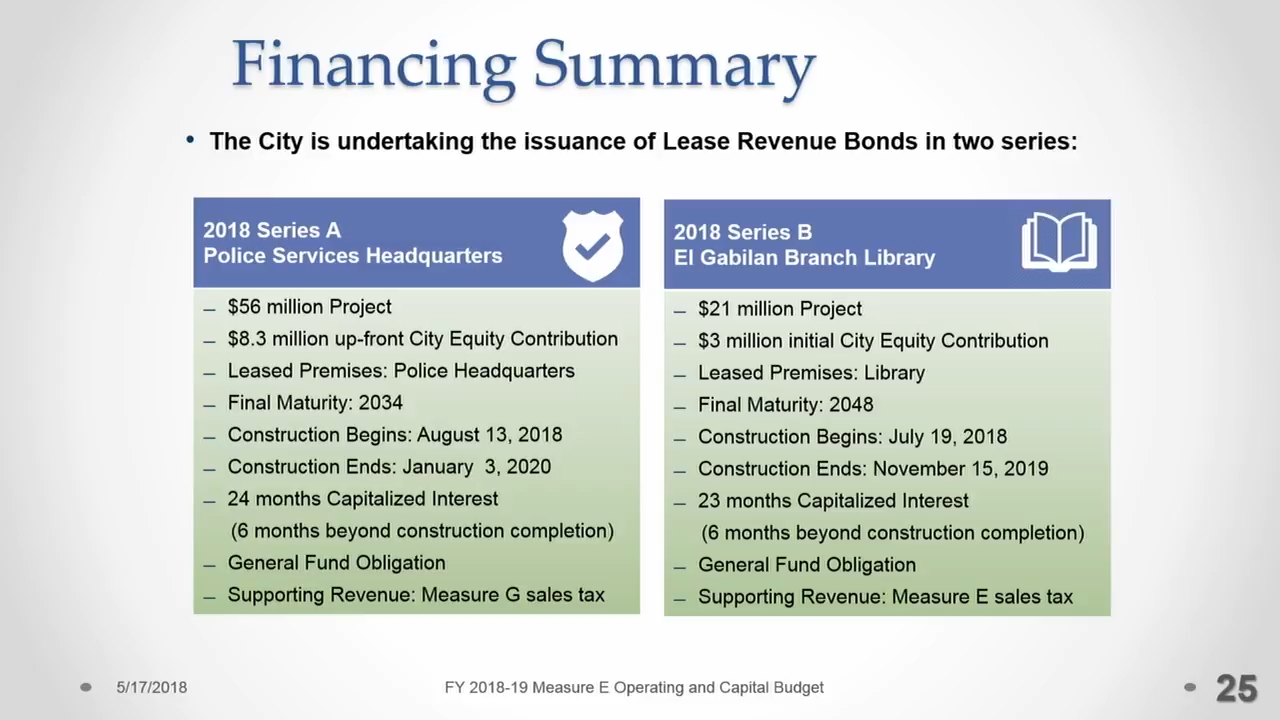 Financing Summary
• The City is undertaking the issuance of Lease Revenue Bonds in two series:
2018 Series A
Police Services Headquarters
– $56 million Project
– $8.3 million up-front City Equity Contribution
– Leased Premises: Police Headquarters
– Final Maturity: 2034
– Construction Begins: August 13, 2018
– Construction Ends: January  3, 2020
– 24 months Capitalized Interest
(6 months beyond construction completion)
– General Fund Obligation
– Supporting Revenue: Measure G sales tax
2018 Series B
El Gabilan Branch Library
– $21 million Project
– $3 million initial City Equity Contribution
– Leased Premises: Library
– Final Maturity: 2048
– Construction Begins: July 19, 2018
– Construction Ends: November 15, 2019
– 23 months Capitalized Interest
(6 months beyond construction completion)
– General Fund Obligation
– Supporting Revenue: Measure E sales tax
• 5/17/2018
FY 2018-19 Measure E Operating and Capital Budget
• 25